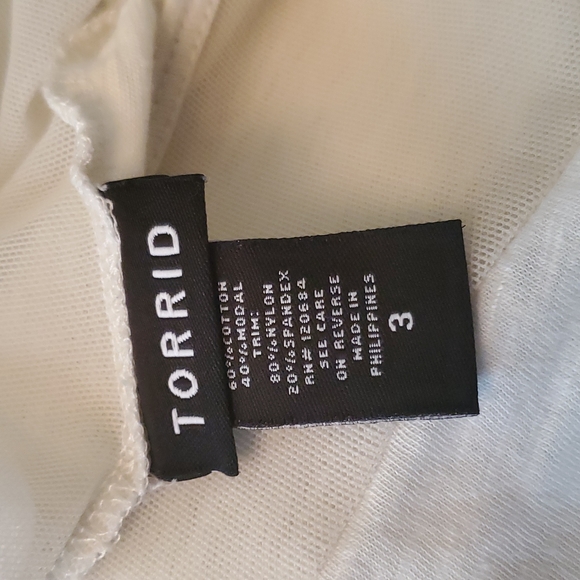 TORRID
60%COTTON
40%MODAL
TRIM:
80%NYLON
20%SPANDEX
RN# 120684
SEE CARE
ON REVERSE
MADE IN
PHILIPPINES
3